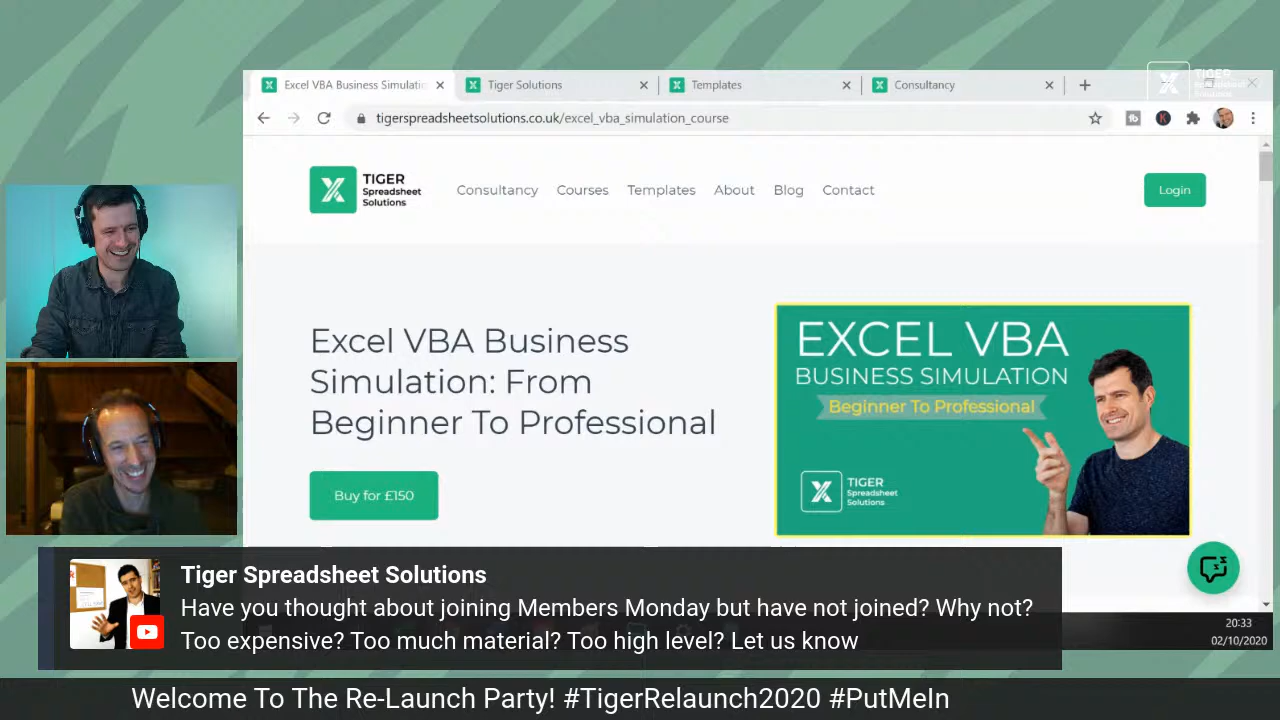 Excel VBA Business Simulatio
Tiger Solutions
Templates
Consultancy
TIGER
Spreadsheet
Solutions
tigerspreadsheetsolutions.co.uk/excel_vba_simulation_course
TIGER
Spreadsheet
Solutions
Consultancy
Courses
Templates
About
Blog
Contact
Login
Excel VBA Business
Simulation: From
Beginner To Professional
Buy for £150
EXCEL VBA
BUSINESS SIMULATION
Beginner To Professional
TIGER
Spreadsheet
Solutions
Tiger Spreadsheet Solutions
Have you thought about joining Members Monday but have not joined? Why not?
Too expensive? Too much material? Too high level? Let us know
20:33
02/10/2020
Welcome To The Re-Launch Party! #TigerRelaunch2020 #PutMeIn